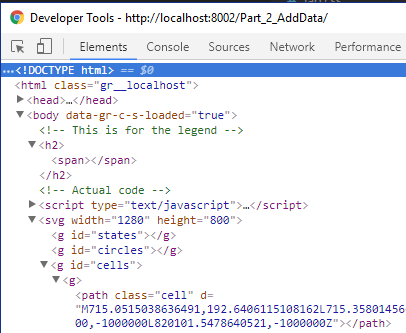 Developer Tools - http://localhost:8002/Part_2_AddData/
Elements Console Sources Network
...<!DOCTYPE html> == $0
<html class="gr__localhost">
▶<head>…</head>
▼<body data-gr-c-s-loaded="true">
<!-- This is for the legend -->
▼<h2>
<span></span>
</h2>
<!-- Actual code -->
▶<script type="text/javascript">…</script>
▼<svg width="1280" height="800">
<g id="states"></g>
<g id="circles"></g>
▼<g id="cells">
▼<g>
<path class="cell" d=
"M715.0515038636491,192.6406115108162L715.35801456
00,-1000000L820101.5478640521,-1000000Z"></path>